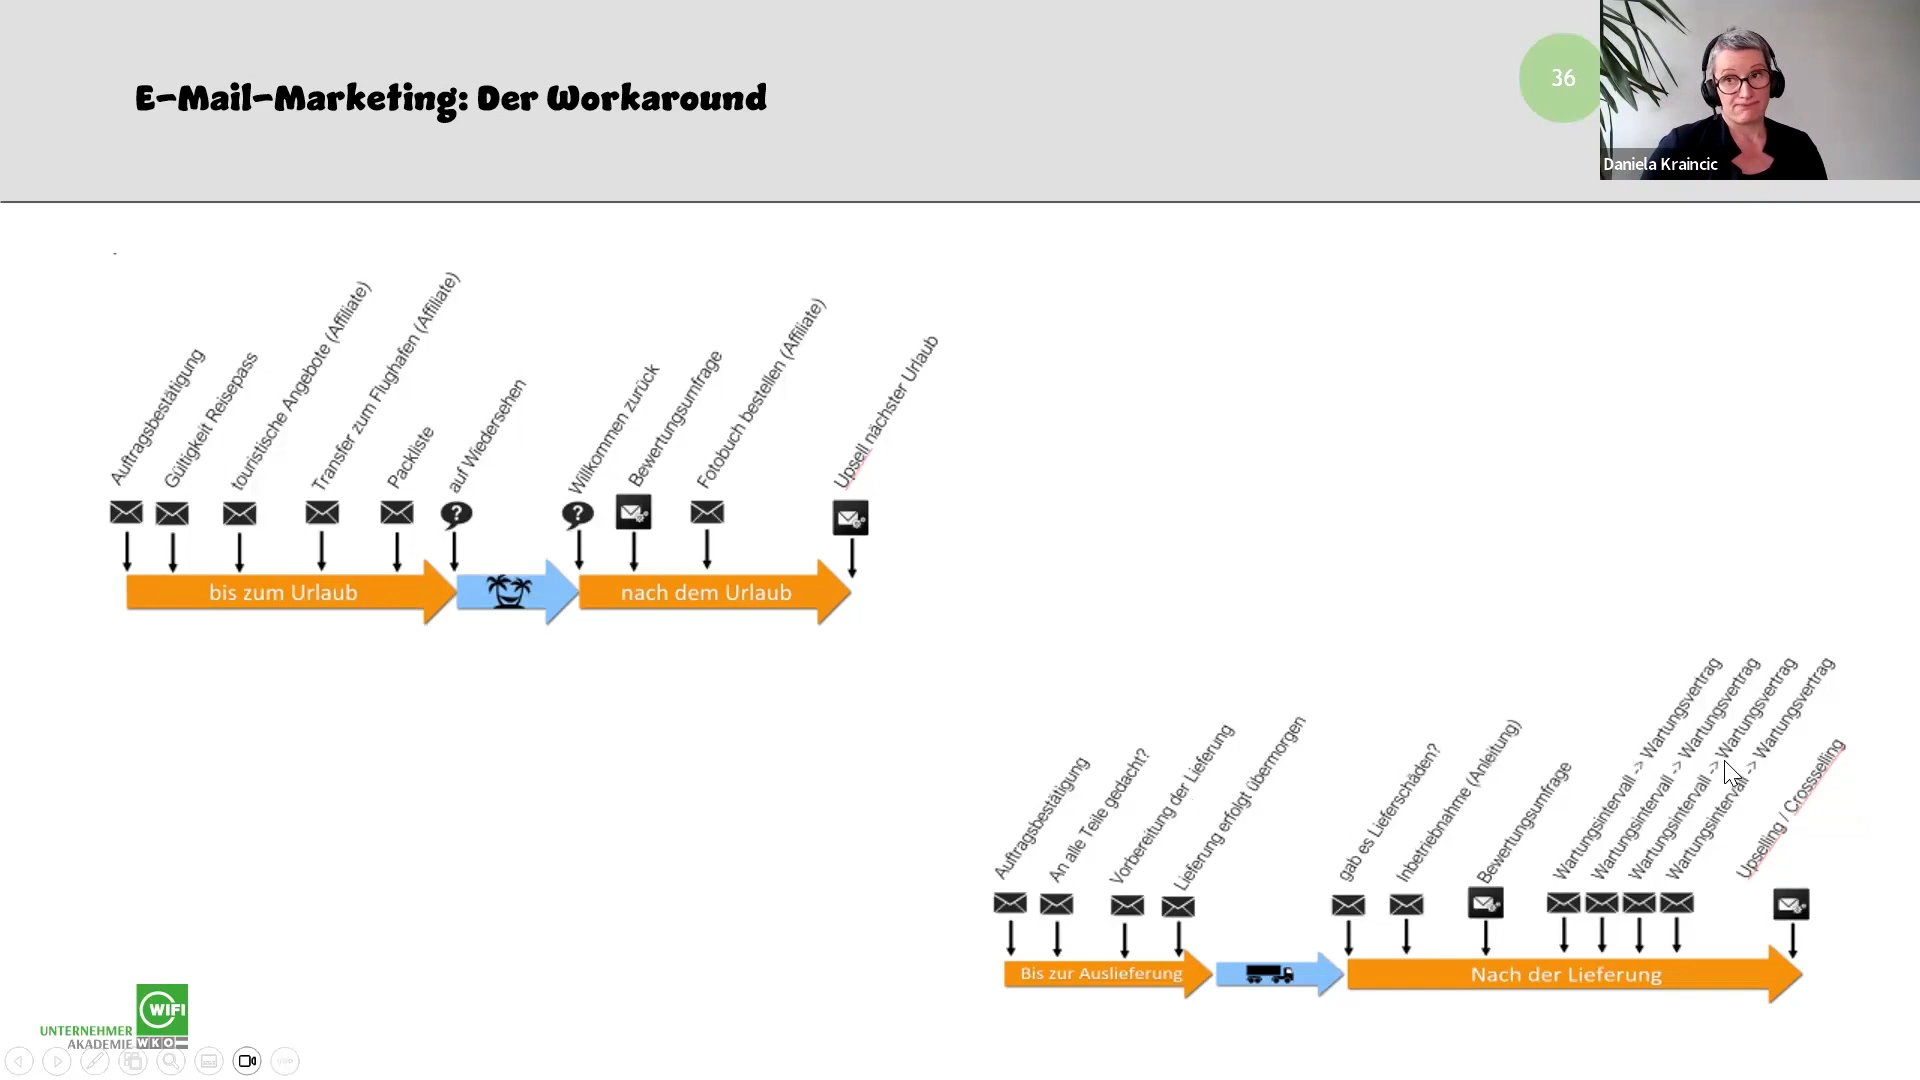 E-Mail-Marketing: Der Workaround
36
Daniela Kraincic
Auftragsbestätigung
Gültigkeit Reisepass
touristische Angebote (Affiliate)
Transfer zum Flughafen (Affiliate)
Packliste
auf Wiedersehen
Willkommen zurück
Bewertungsumfrage
Fotobuch bestellen (Affiliate)
Upsell nächster Urlaub
bis zum Urlaub
nach dem Urlaub
Auftragsbestätigung
An alle Teile gedacht?
Vorbereitung der Lieferung
Lieferung erfolgt übermorgen
gab es Lieferschäden?
Inbetriebnahme (Anleitung)
Bewertungsumfrage
Wartungsintervall -> Wartungsvertrag
Wartungsintervall -> Wartungsvertrag
Wartungsintervall -> Wartungsvertrag
Wartungsintervall -> Wartungsvertrag
Upselling / Crossselling
Bis zur Auslieferung
Nach der Lieferung
WIFI
UNTERNEHMER
AKADEMIE WKO